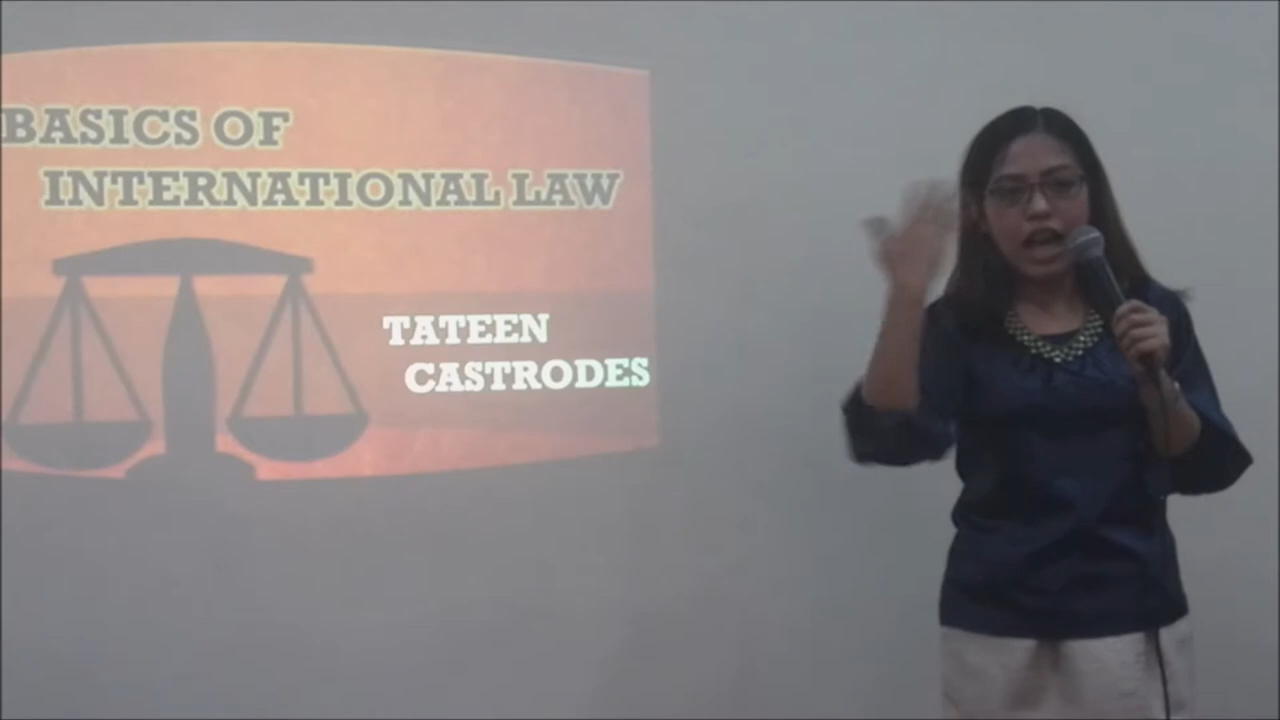 BASICS OF
INTERNATIONAL LAW
TATEEN
CASTRODES